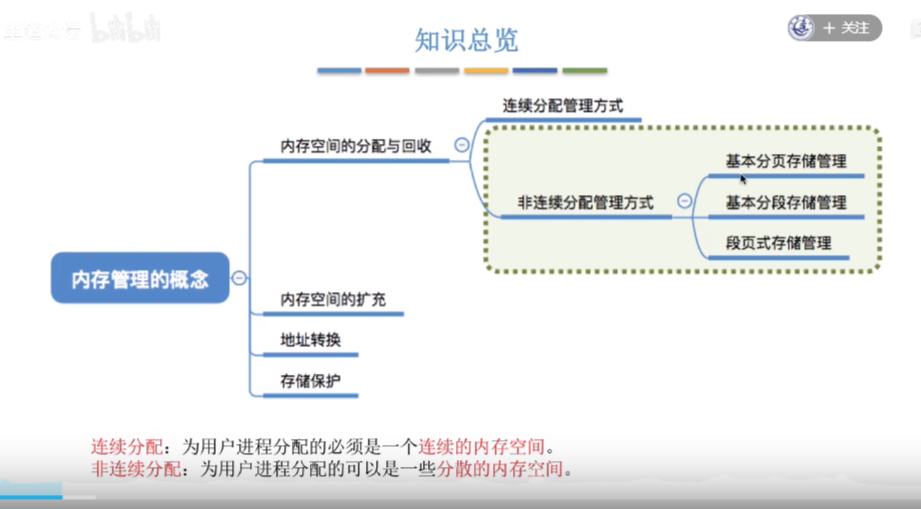 bilibili
+ 关注
知识总览
连续分配管理方式
内存空间的分配与回收
基本分页存储管理
非连续分配管理方式
基本分段存储管理
段页式存储管理
内存管理的概念
内存空间的扩充
地址转换
存储保护
连续分配：为用户进程分配的必须是一个连续的内存空间。
非连续分配：为用户进程分配的可以是一些分散的内存空间。